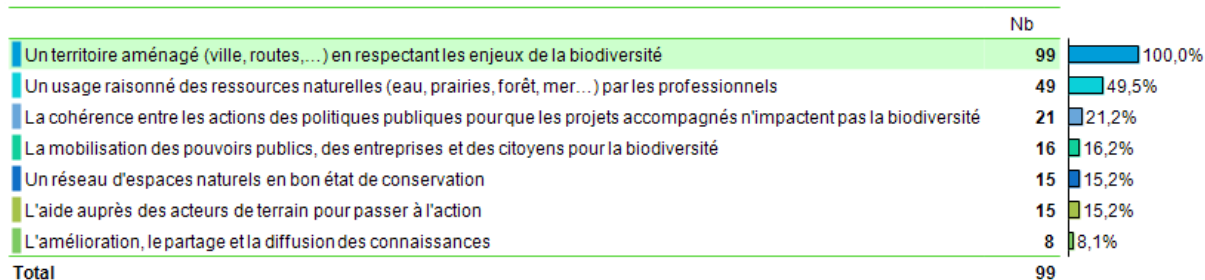 Nb
Un territoire aménagé (ville, routes,...) en respectant les enjeux de la biodiversité 99 100,0%
Un usage raisonné des ressources naturelles (eau, prairies, forêt, mer...) par les professionnels 49 49,5%
La cohérence entre les actions des politiques publiques pour que les projets accompagnés n'impactent pas la biodiversité 21 21,2%
La mobilisation des pouvoirs publics, des entreprises et des citoyens pour la biodiversité 16 16,2%
Un réseau d'espaces naturels en bon état de conservation 15 15,2%
L'aide auprès des acteurs de terrain pour passer à l'action 15 15,2%
L'amélioration, le partage et la diffusion des connaissances 8 8,1%
Total 99